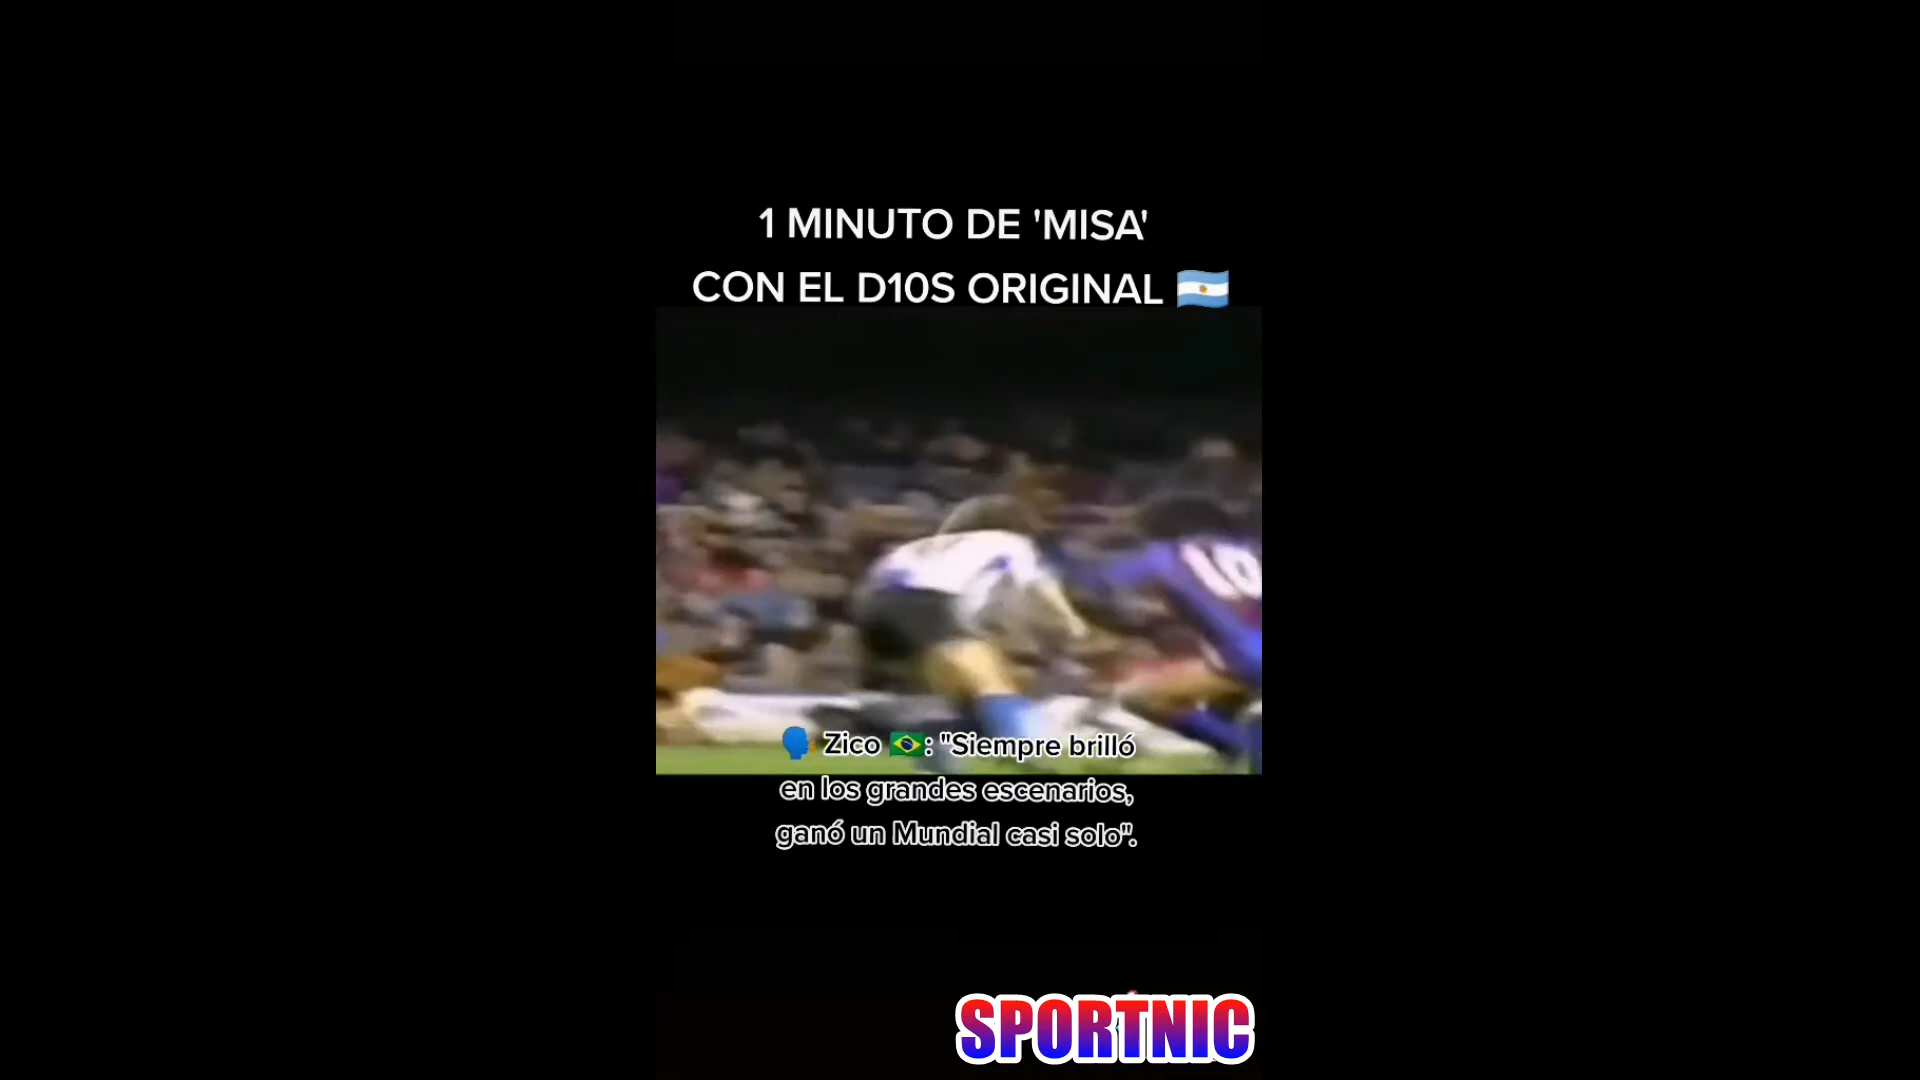 1 MINUTO DE 'MISA'
CON EL D10S ORIGINAL 🇦🇷
10
🗣️ Zico 🇧🇷: "Siempre brilló
en los grandes escenarios,
ganó un Mundial casi solo".
SPORTNIC